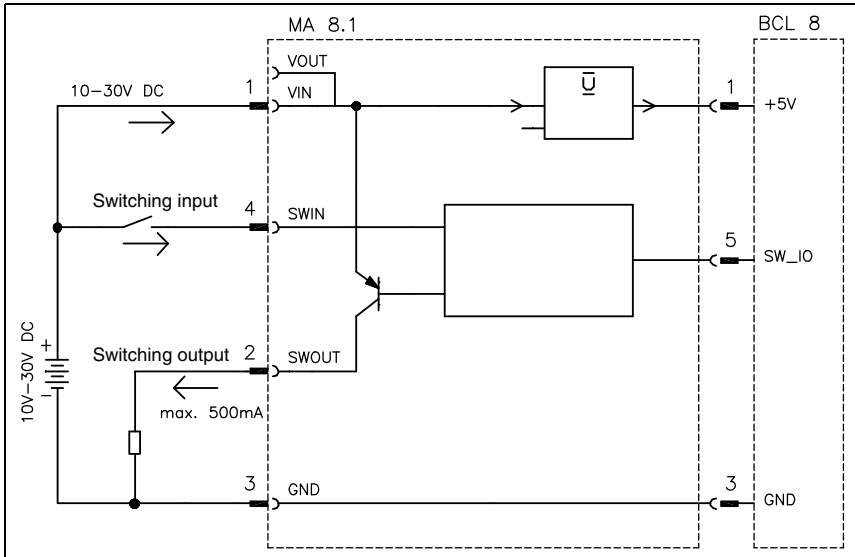 MA 8.1
BCL 8
VOUT
10-30V DC
1
VIN
U
1
+5V
Switching input
4
SWIN
5
SW_IO
10V-30V DC
+
-
Switching output
2
SWOUT
max. 500mA
3
GND
3
GND